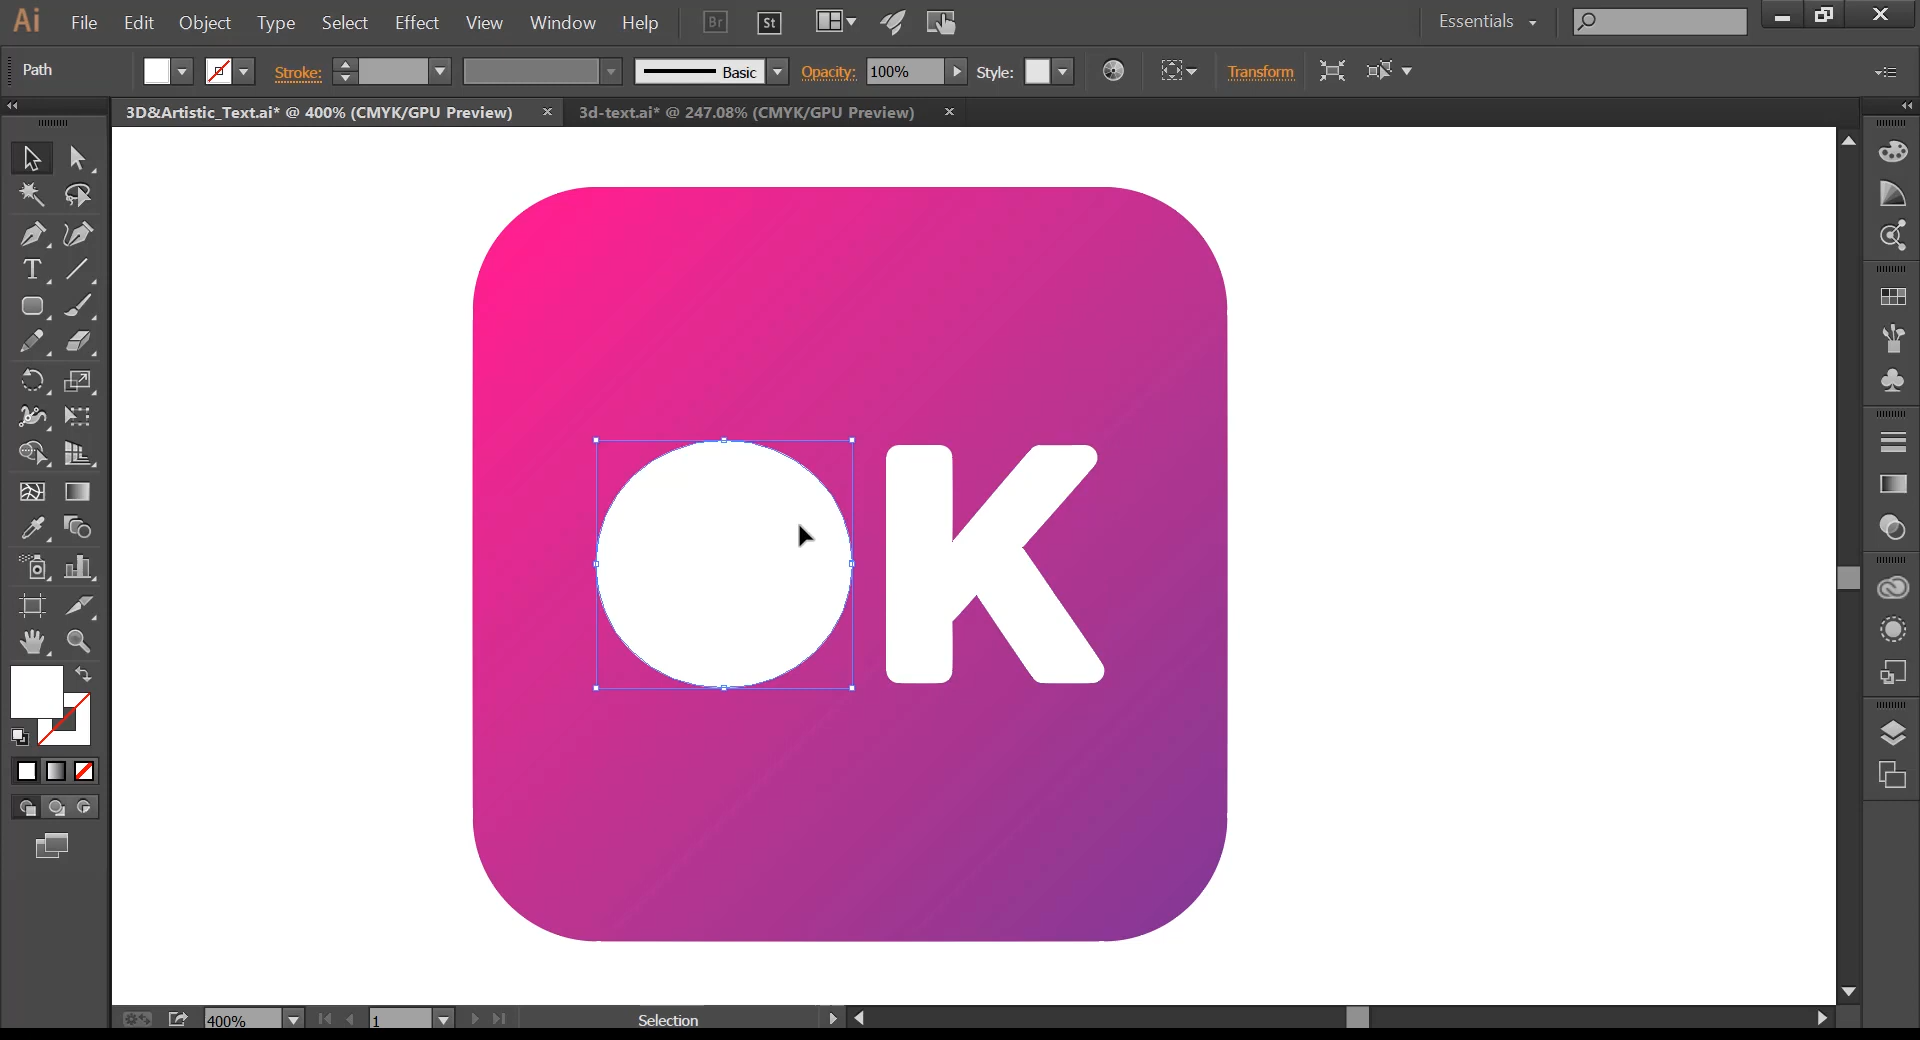 Ai File Edit Object Type Select Effect View Window Help Br St Essentials
Path Stroke: Basic Opacity: 100% Style: Transform
3D&Artistic_Text.ai* @ 400% (CMYK/GPU Preview) 3d-text.ai* @ 247.08% (CMYK/GPU Preview)
T
K
400% 1 Selection